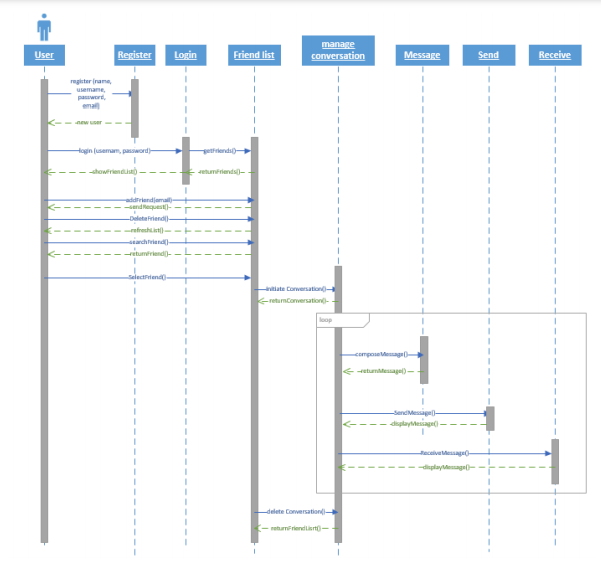 User
Register
Login
Friend list
manage
conversation
Message
Send
Receive
register (name,
username,
password,
email)
new user
login (usernam, password)
getFriends()
showFriendList()
returnFriends()
addFriend(email)
sendRequest()
DeleteFriend()
refreshList()
searchFriend()
returnFriend()
SelectFriend()
initiate Conversation()
returnConversation()
loop
composeMessage()
returnMessage()
SendMessage()
displayMessage()
ReceiveMessage()
displayMessage()
delete Conversation()
returnFriendLisrt()